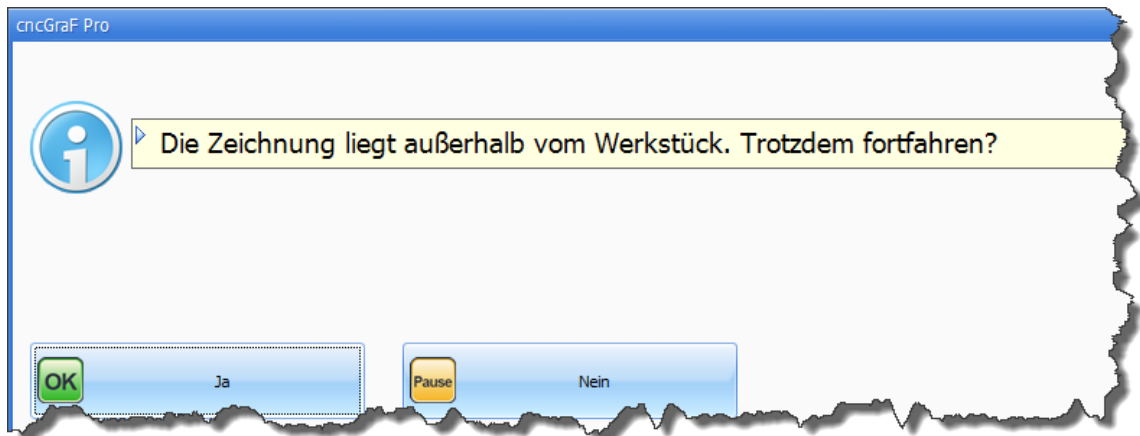 cncGraF Pro
Die Zeichnung liegt außerhalb vom Werkstück. Trotzdem fortfahren?
OK Ja Pause Nein